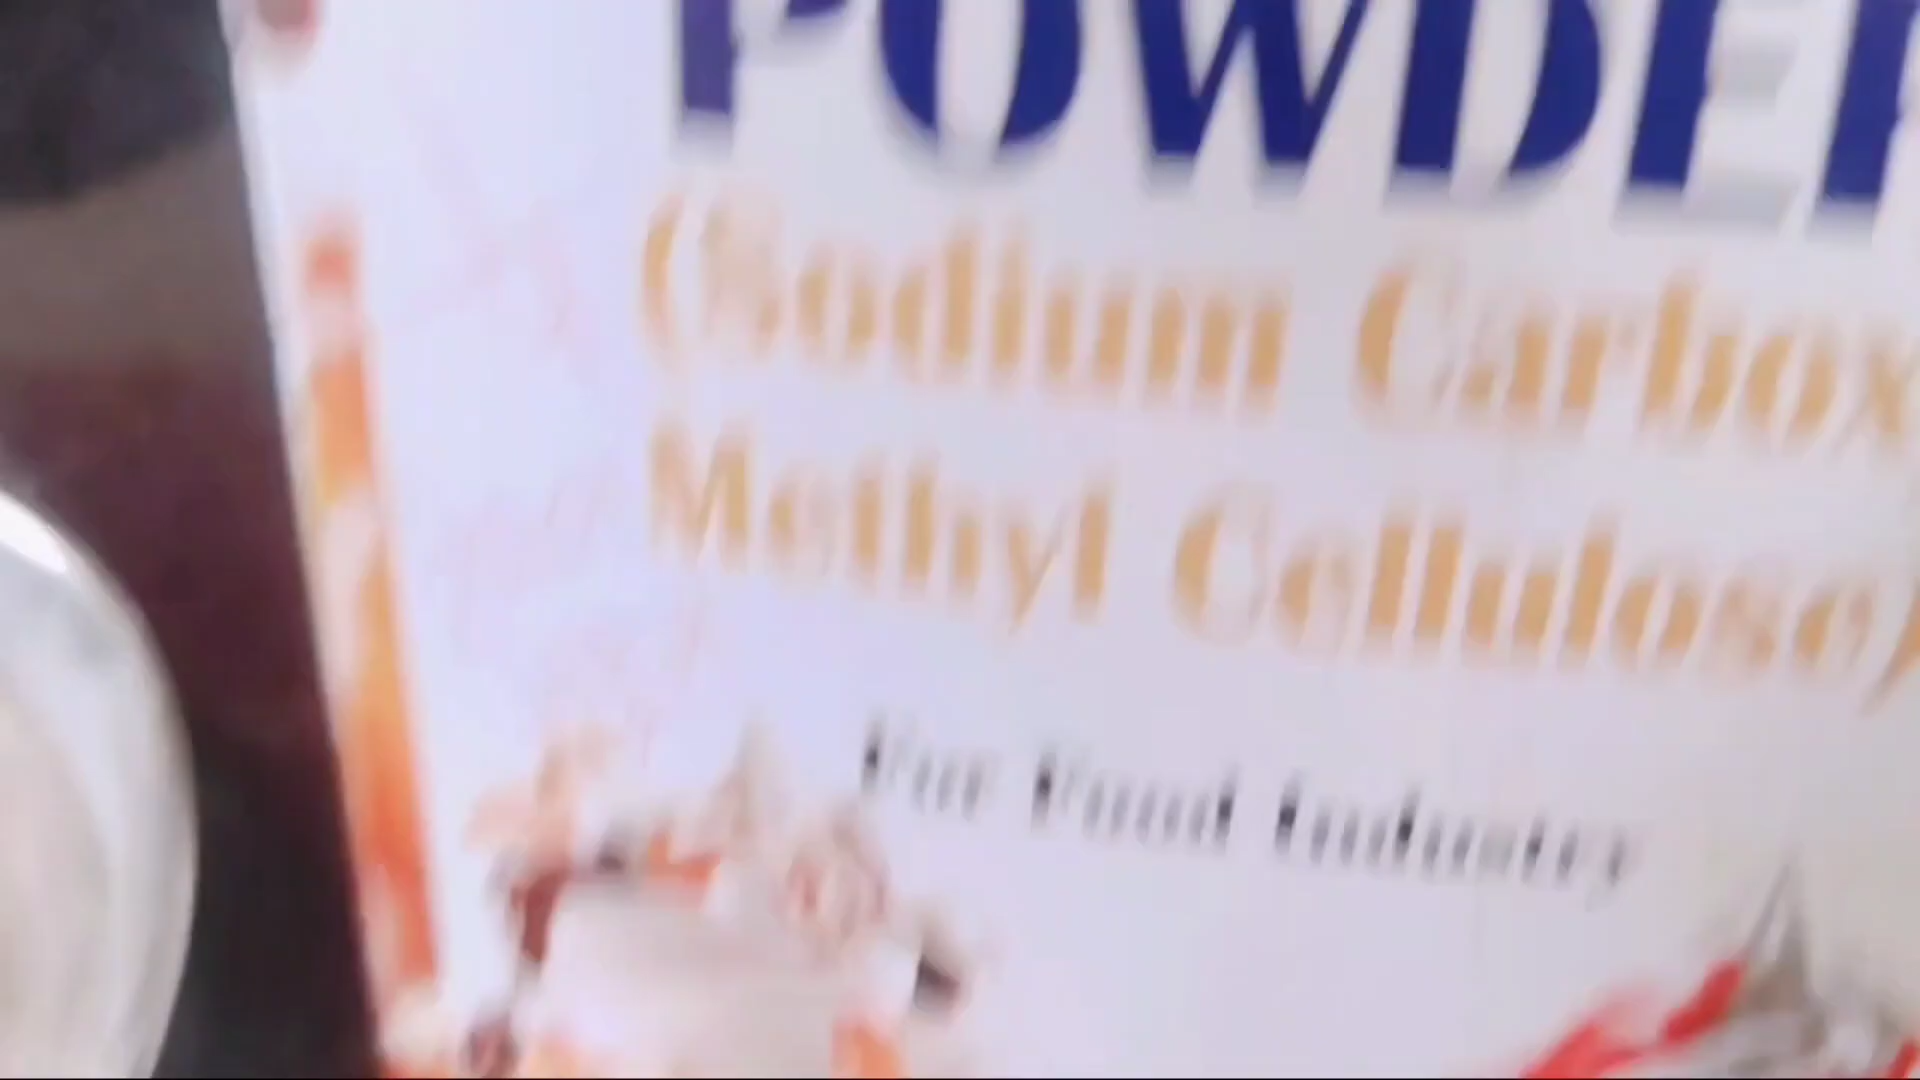 POWDER
(Sodium Carbox
Methyl Cellulose)
For Food Industry